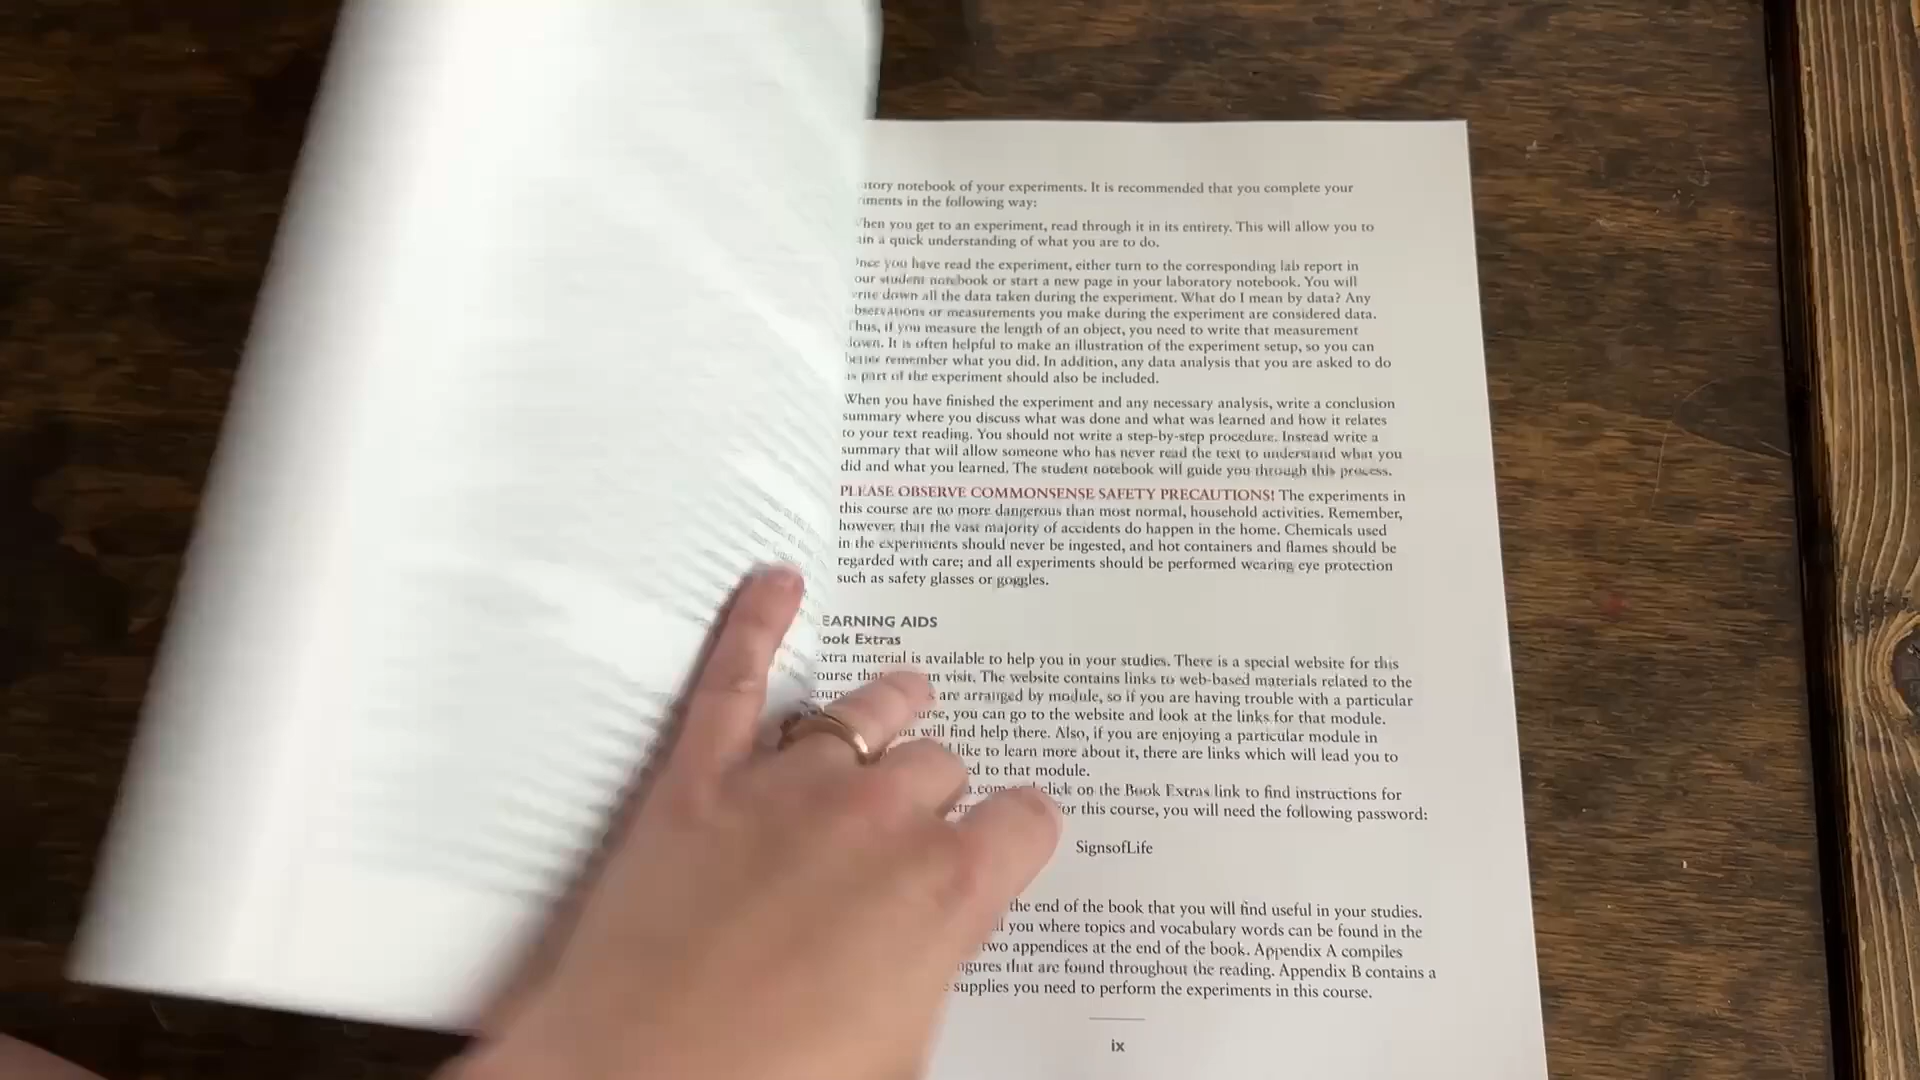 notebook of your experiments. It is recommended that you complete your
in the following way:
you get to an experiment, read through it in its entirety. This will allow you to
a quick understanding of what you are to do.
you have read the experiment, either turn to the corresponding lab report in
student notebook or start a new page in your laboratory notebook. You will
down all the data taken during the experiment. What do I mean by data? Any
or measurements you make during the experiment are considered data.
if you measure the length of an object, you need to write that measurement
It is often helpful to make an illustration of the experiment setup, so you can
better remember what you did. In addition, any data analysis that you are asked to do
part of the experiment should also be included.
When you have finished the experiment and any necessary analysis, write a conclusion
summary where you discuss what was done and what was learned and how it relates
to your text reading. You should not write a step-by-step procedure. Instead write a
summary that will allow someone who has never read the text to understand what you
did and what you learned. The student notebook will guide you through this process.
PLEASE OBSERVE COMMONSENSE SAFETY PRECAUTIONS! The experiments in
this course are no more dangerous than most normal, household activities. Remember,
however, that the vast majority of accidents do happen in the home. Chemicals used
in the experiments should never be ingested, and hot containers and flames should be
regarded with care; and all experiments should be performed wearing eye protection
such as safety glasses or goggles.
EARNING AIDS
ook Extras
xtra material is available to help you in your studies. There is a special website for this
course that visit. The website contains links to web-based materials related to the
are arranged by module, so if you are having trouble with a particular
you can go to the website and look at the links for that module.
will find help there. Also, if you are enjoying a particular module in
like to learn more about it, there are links which will lead you to
to that module.
click on the Book Extras link to find instructions for
this course, you will need the following password:
SignsofLife
the end of the book that you will find useful in your studies.
you where topics and vocabulary words can be found in the
two appendices at the end of the book. Appendix A compiles
that are found throughout the reading. Appendix B contains a
supplies you need to perform the experiments in this course.
ix